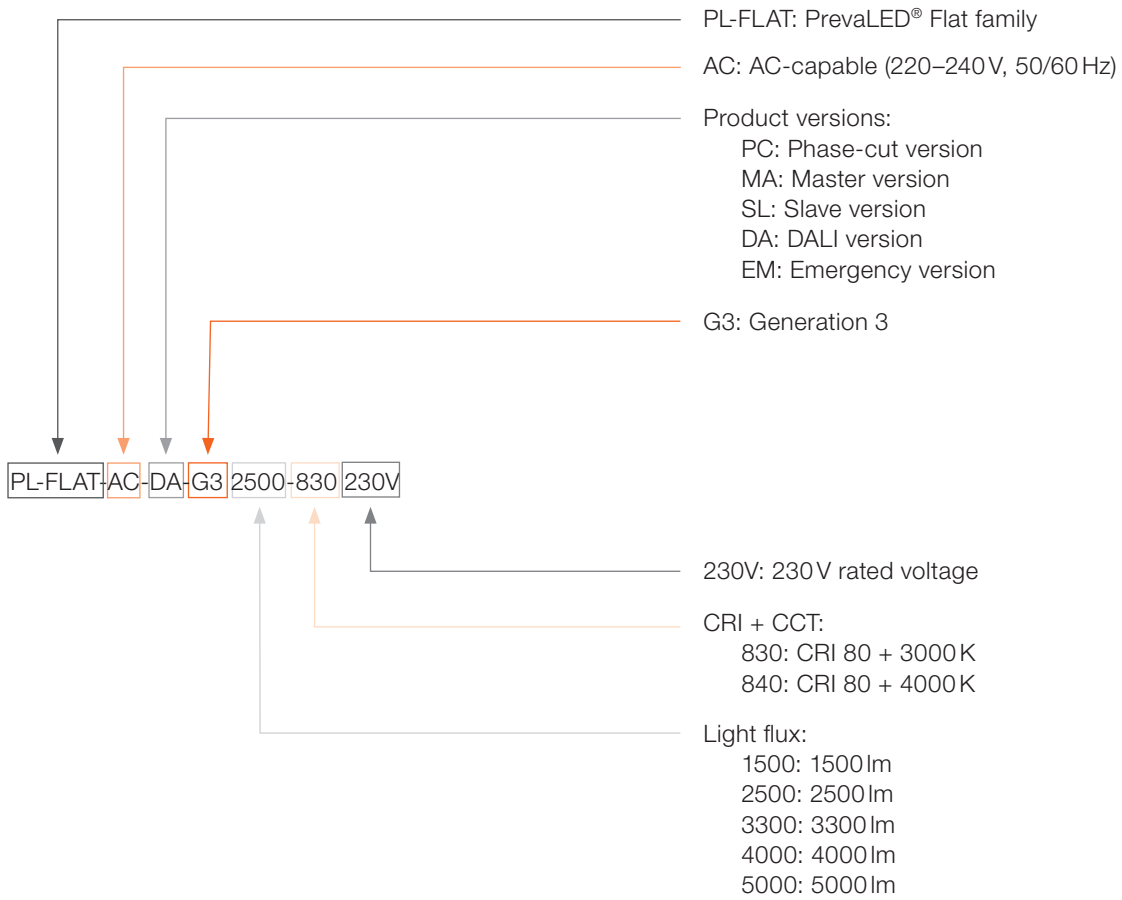 PL-FLAT: PrevaLED® Flat family
AC: AC-capable (220–240 V, 50/60 Hz)
Product versions:
PC: Phase-cut version
MA: Master version
SL: Slave version
DA: DALI version
EM: Emergency version
G3: Generation 3
PL-FLAT-AC-DA-G3 2500-830 230V
230V: 230 V rated voltage
CRI + CCT:
830: CRI 80 + 3000 K
840: CRI 80 + 4000 K
Light flux:
1500: 1500 lm
2500: 2500 lm
3300: 3300 lm
4000: 4000 lm
5000: 5000 lm